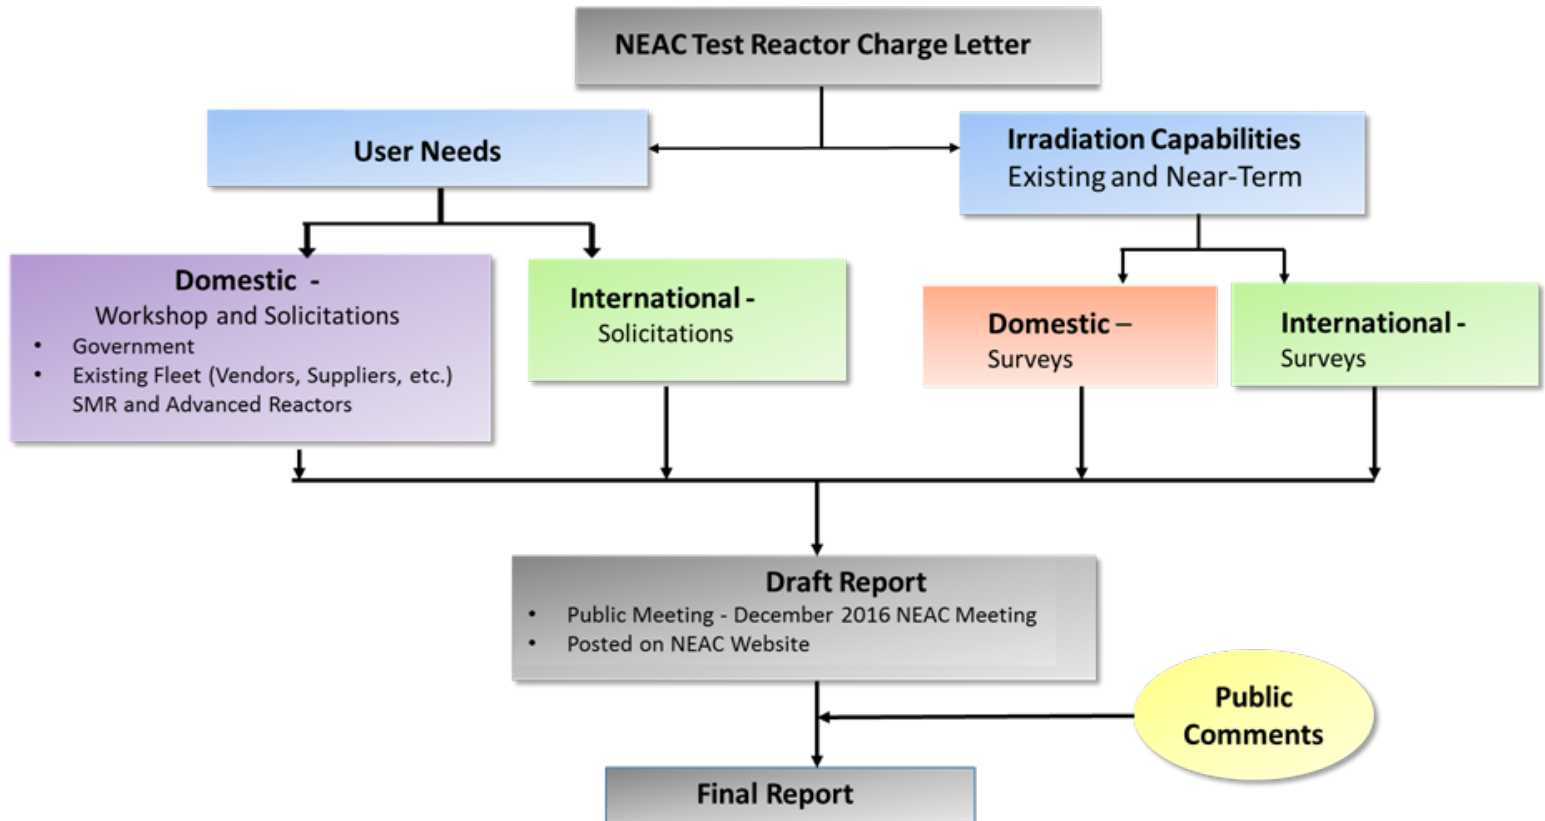 NEAC Test Reactor Charge Letter
User Needs
Irradiation Capabilities
Existing and Near-Term
Domestic -
Workshop and Solicitations
• Government
• Existing Fleet (Vendors, Suppliers, etc.)
SMR and Advanced Reactors
International -
Solicitations
Domestic –
Surveys
International -
Surveys
Draft Report
• Public Meeting - December 2016 NEAC Meeting
• Posted on NEAC Website
Public
Comments
Final Report